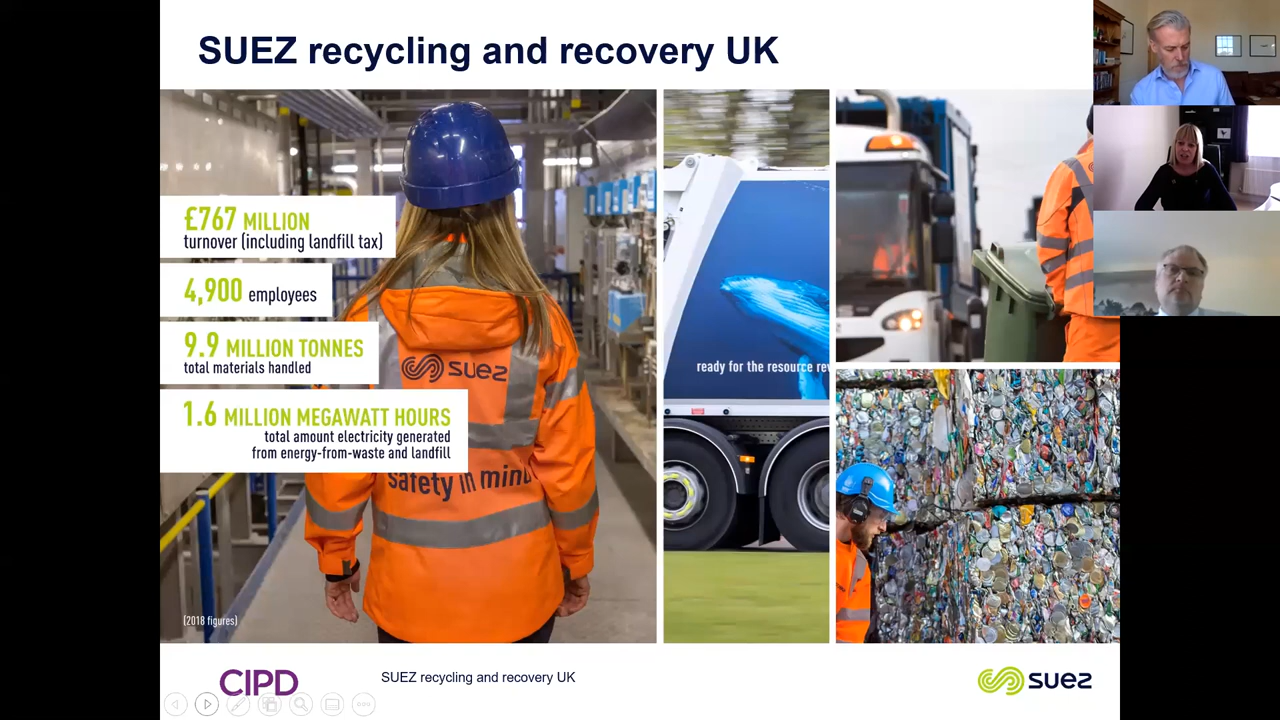 SUEZ recycling and recovery UK
£767 MILLION
turnover (including landfill tax)
4,900 employees
9.9 MILLION TONNES
total materials handled
1.6 MILLION MEGAWATT HOURS
total amount electricity generated
from energy-from-waste and landfill
suez
safety in mind
(2018 figures)
ready for the resource rev
CIPD
SUEZ recycling and recovery UK
suez